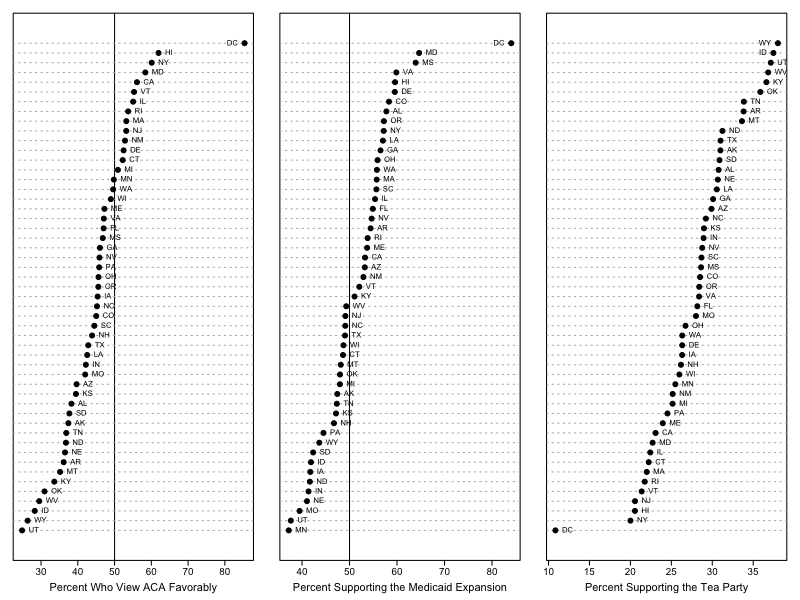 DC
HI
NY
MD
CA
VT
IL
RI
MA
NJ
NM
DE
CT
MI
MN
WA
WI
ME
VA
FL
MS
GA
NV
PA
OH
OR
IA
NC
CO
SC
NH
TX
LA
IN
MO
AZ
KS
AL
SD
AK
TN
ND
NE
AR
MT
KY
OK
WV
ID
WY
UT
30 40 50 60 70 80
Percent Who View ACA Favorably
DC
MD
MS
VA
HI
DE
CO
AL
OR
NY
LA
GA
OH
WA
MA
SC
IL
FL
NV
AR
RI
ME
CA
AZ
NM
VT
KY
WV
NJ
NC
TX
WI
CT
MT
OK
MI
AK
TN
KS
NH
PA
WY
SD
ID
IA
ND
IN
NE
MO
UT
MN
40 50 60 70 80
Percent Supporting the Medicaid Expansion
WY
ID
UT
WV
KY
OK
TN
AR
MT
ND
TX
AK
SD
AL
NE
LA
GA
AZ
NC
KS
IN
NV
SC
MS
CO
OR
VA
FL
MO
OH
WA
DE
IA
NH
WI
MN
NM
MI
PA
ME
CA
MD
IL
CT
MA
RI
VT
NJ
HI
NY
DC
10 15 20 25 30 35
Percent Supporting the Tea Party